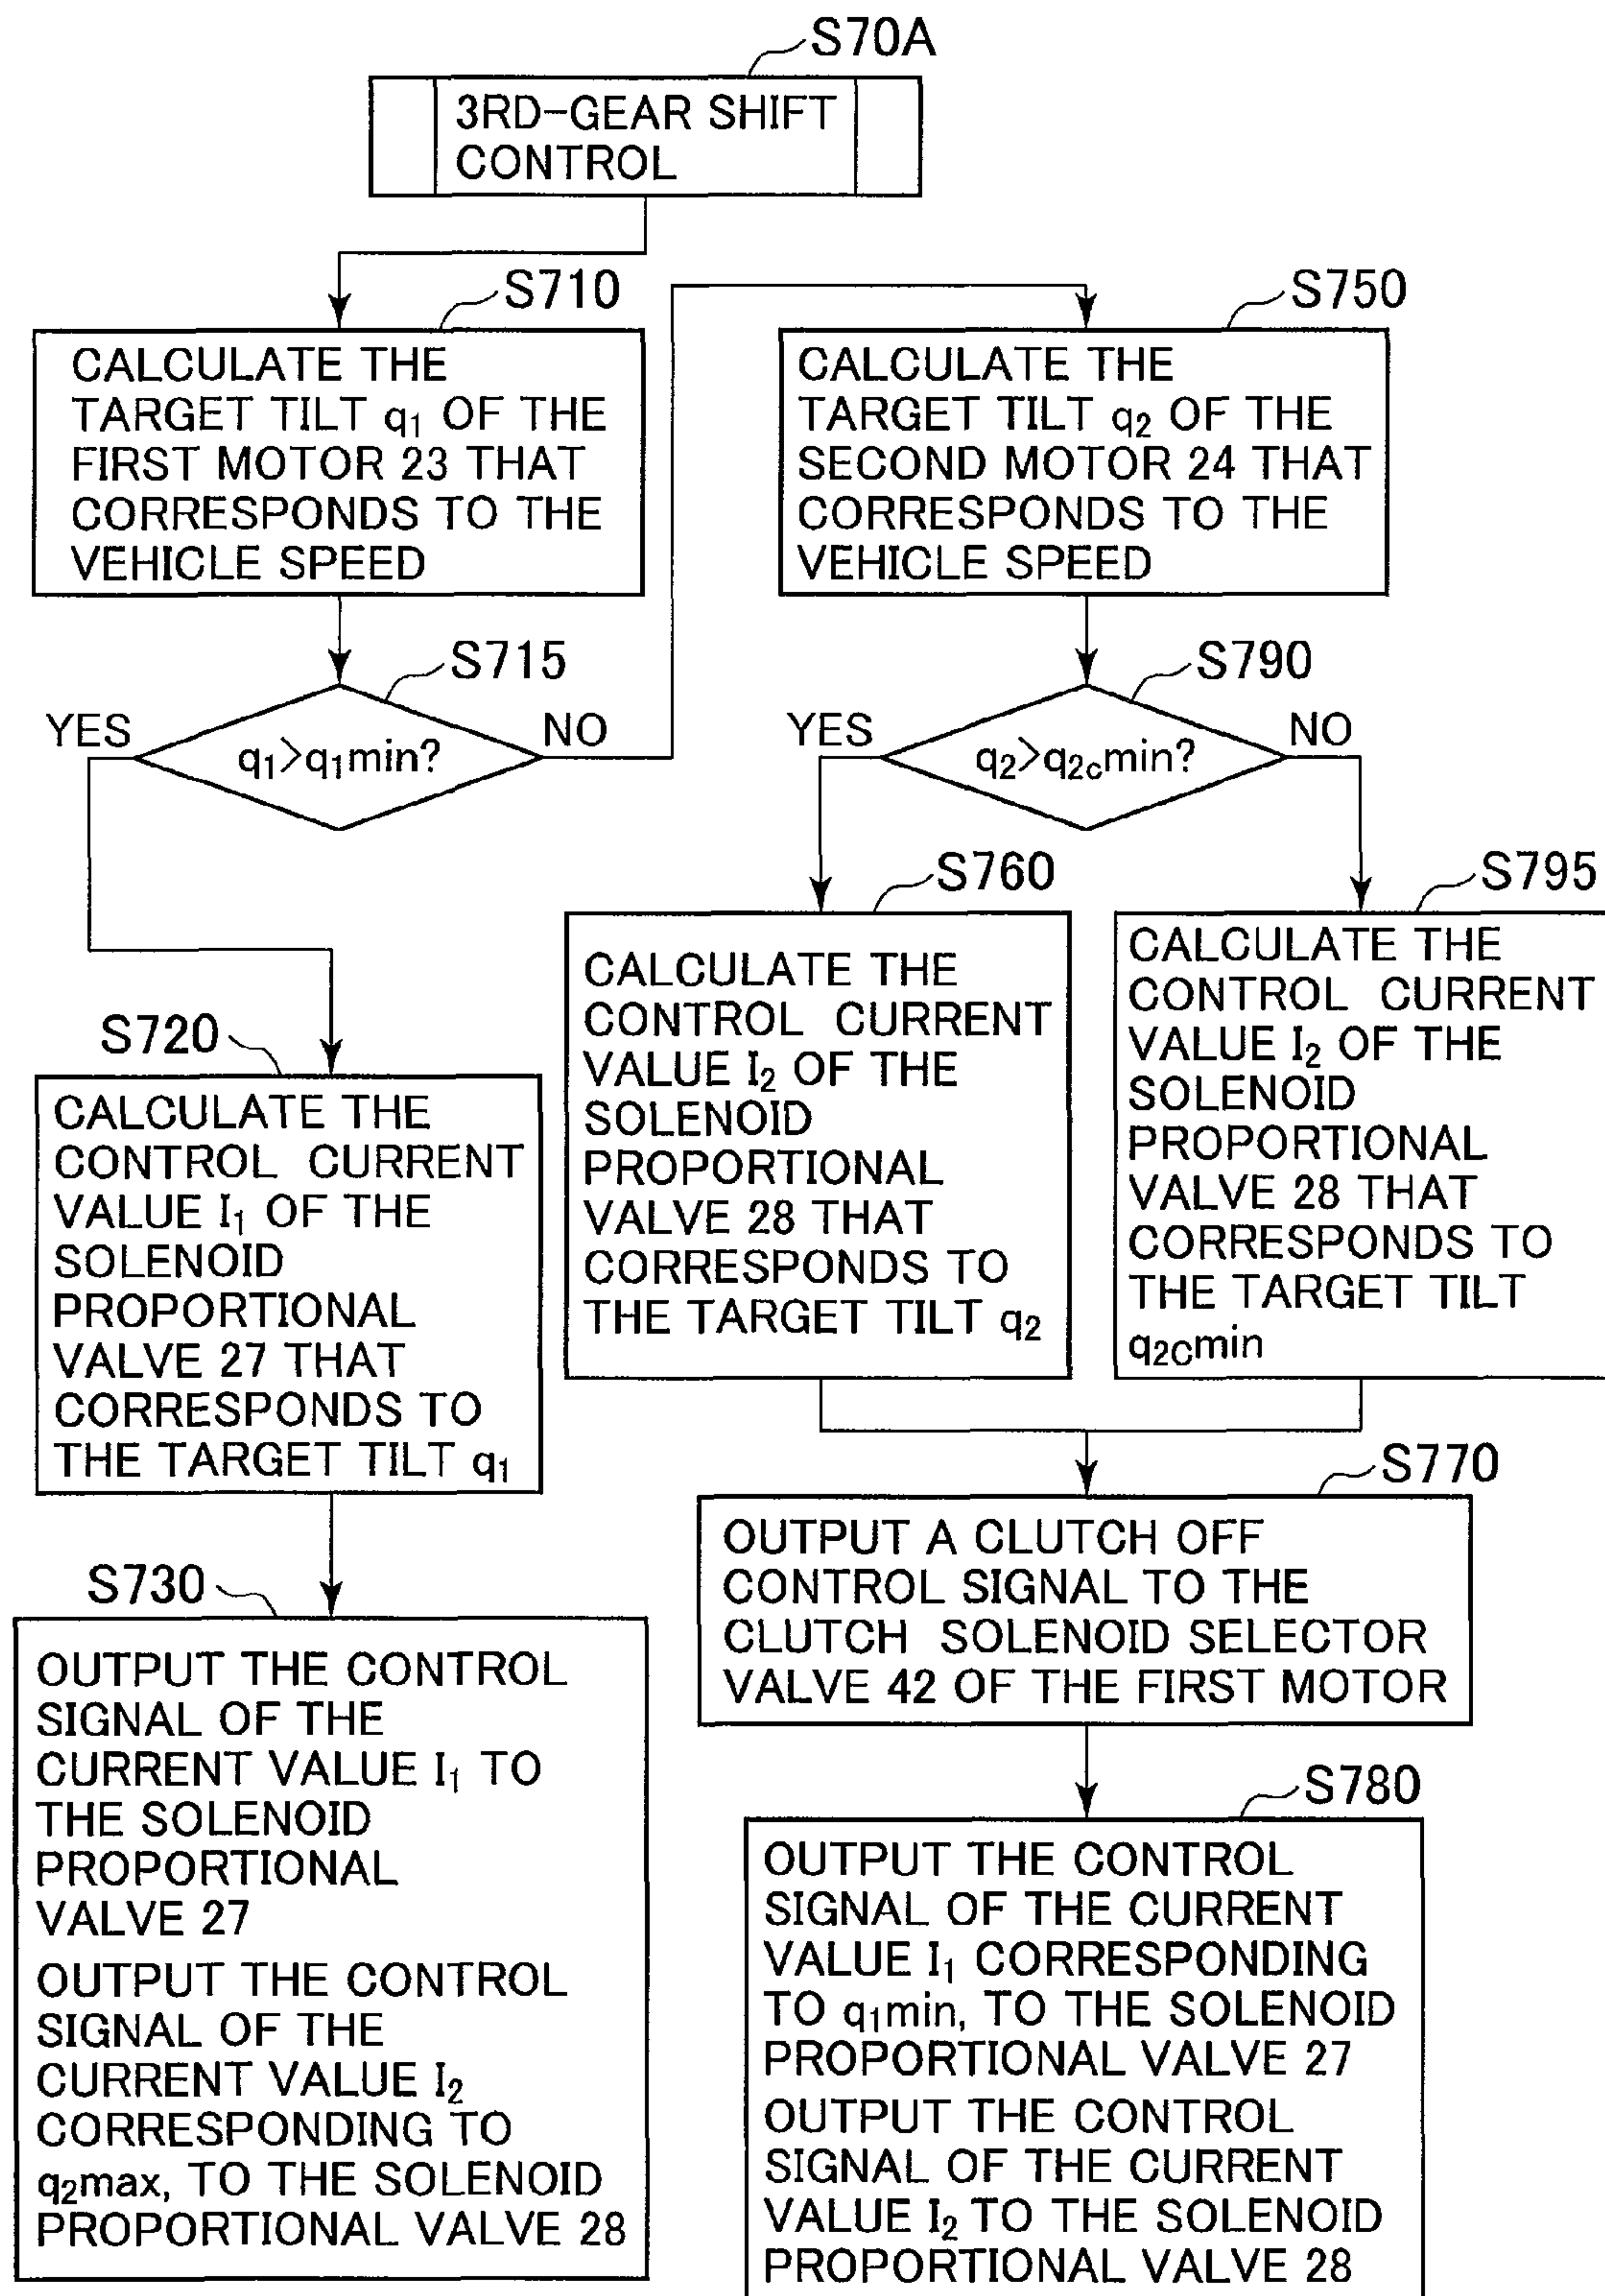 S70A
3RD-GEAR SHIFT
CONTROL
S710
CALCULATE THE
TARGET TILT q₁ OF THE
FIRST MOTOR 23 THAT
CORRESPONDS TO THE
VEHICLE SPEED
S715
YES
q₁>q₁min?
NO
S720
CALCULATE THE
CONTROL CURRENT
VALUE I₁ OF THE
SOLENOID
PROPORTIONAL
VALVE 27 THAT
CORRESPONDS TO
THE TARGET TILT q₁
S730
OUTPUT THE CONTROL
SIGNAL OF THE
CURRENT VALUE I₁ TO
THE SOLENOID
PROPORTIONAL
VALVE 27
OUTPUT THE CONTROL
SIGNAL OF THE
CURRENT VALUE I₂
CORRESPONDING TO
q₂max, TO THE SOLENOID
PROPORTIONAL VALVE 28
S750
CALCULATE THE
TARGET TILT q₂ OF THE
SECOND MOTOR 24 THAT
CORRESPONDS TO THE
VEHICLE SPEED
S790
YES
q₂>q₂cmin?
NO
S760
CALCULATE THE
CONTROL CURRENT
VALUE I₂ OF THE
SOLENOID
PROPORTIONAL
VALVE 28 THAT
CORRESPONDS TO
THE TARGET TILT q₂
S795
CALCULATE THE
CONTROL CURRENT
VALUE I₂ OF THE
SOLENOID
PROPORTIONAL
VALVE 28 THAT
CORRESPONDS TO
THE TARGET TILT
q₂Cmin
S770
OUTPUT A CLUTCH OFF
CONTROL SIGNAL TO THE
CLUTCH SOLENOID SELECTOR
VALVE 42 OF THE FIRST MOTOR
S780
OUTPUT THE CONTROL
SIGNAL OF THE CURRENT
VALUE I₁ CORRESPONDING
TO q₁min, TO THE SOLENOID
PROPORTIONAL VALVE 27
OUTPUT THE CONTROL
SIGNAL OF THE CURRENT
VALUE I₂ TO THE SOLENOID
PROPORTIONAL VALVE 28